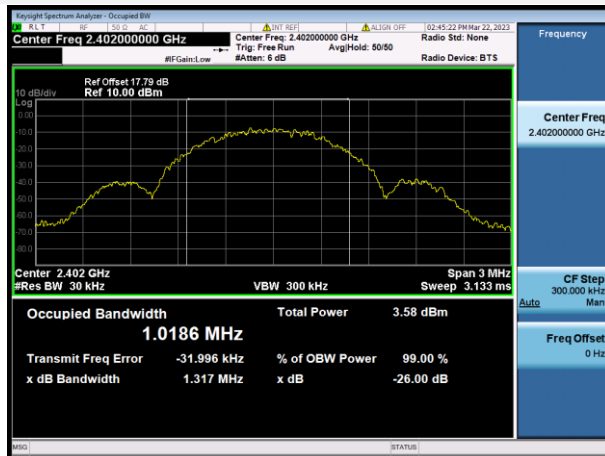 Keysight Spectrum Analyzer - Occupied BW
R L T RF 50 Ω AC INT REF ALIGN OFF 02:45:22 PM Mar 22, 2023
Center Freq 2.402000000 GHz Center Freq: 2.402000000 GHz Radio Std: None
Trig: Free Run Avg|Hold: 50/50
#IFGain:Low #Atten: 6 dB Radio Device: BTS
Ref Offset 17.79 dB
10 dB/div Ref 10.00 dBm
Log
0.00
-10.0
-20.0
-30.0
-40.0
-50.0
-60.0
-70.0
-80.0
Center 2.402 GHz Span 3 MHz
#Res BW 30 kHz VBW 300 kHz Sweep 3.133 ms
Occupied Bandwidth Total Power 3.58 dBm
1.0186 MHz
Transmit Freq Error -31.996 kHz % of OBW Power 99.00 %
x dB Bandwidth 1.317 MHz x dB -26.00 dB
MSG STATUS
Frequency
Center Freq
2.402000000 GHz
CF Step
300.000 kHz
Auto Man
Freq Offset
0 Hz